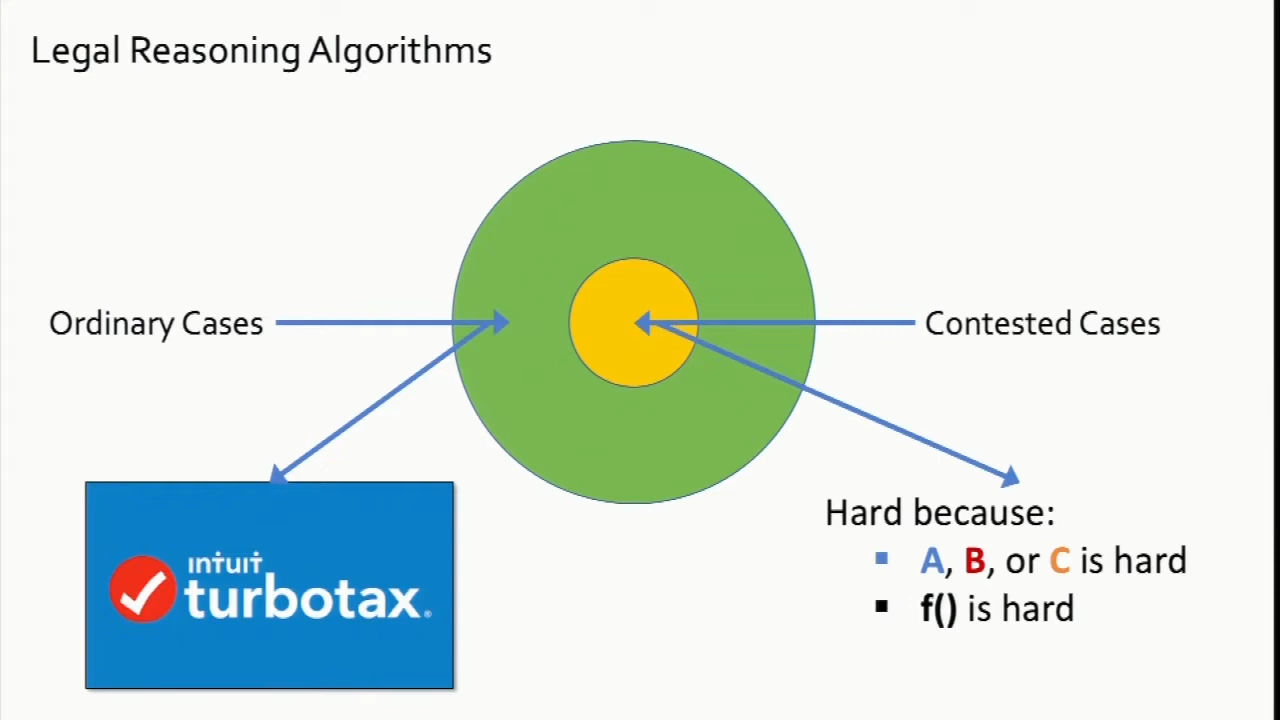 Legal Reasoning Algorithms
Ordinary Cases
Contested Cases
intuit
turbotax®
Hard because:
▪ A, B, or C is hard
▪ f() is hard